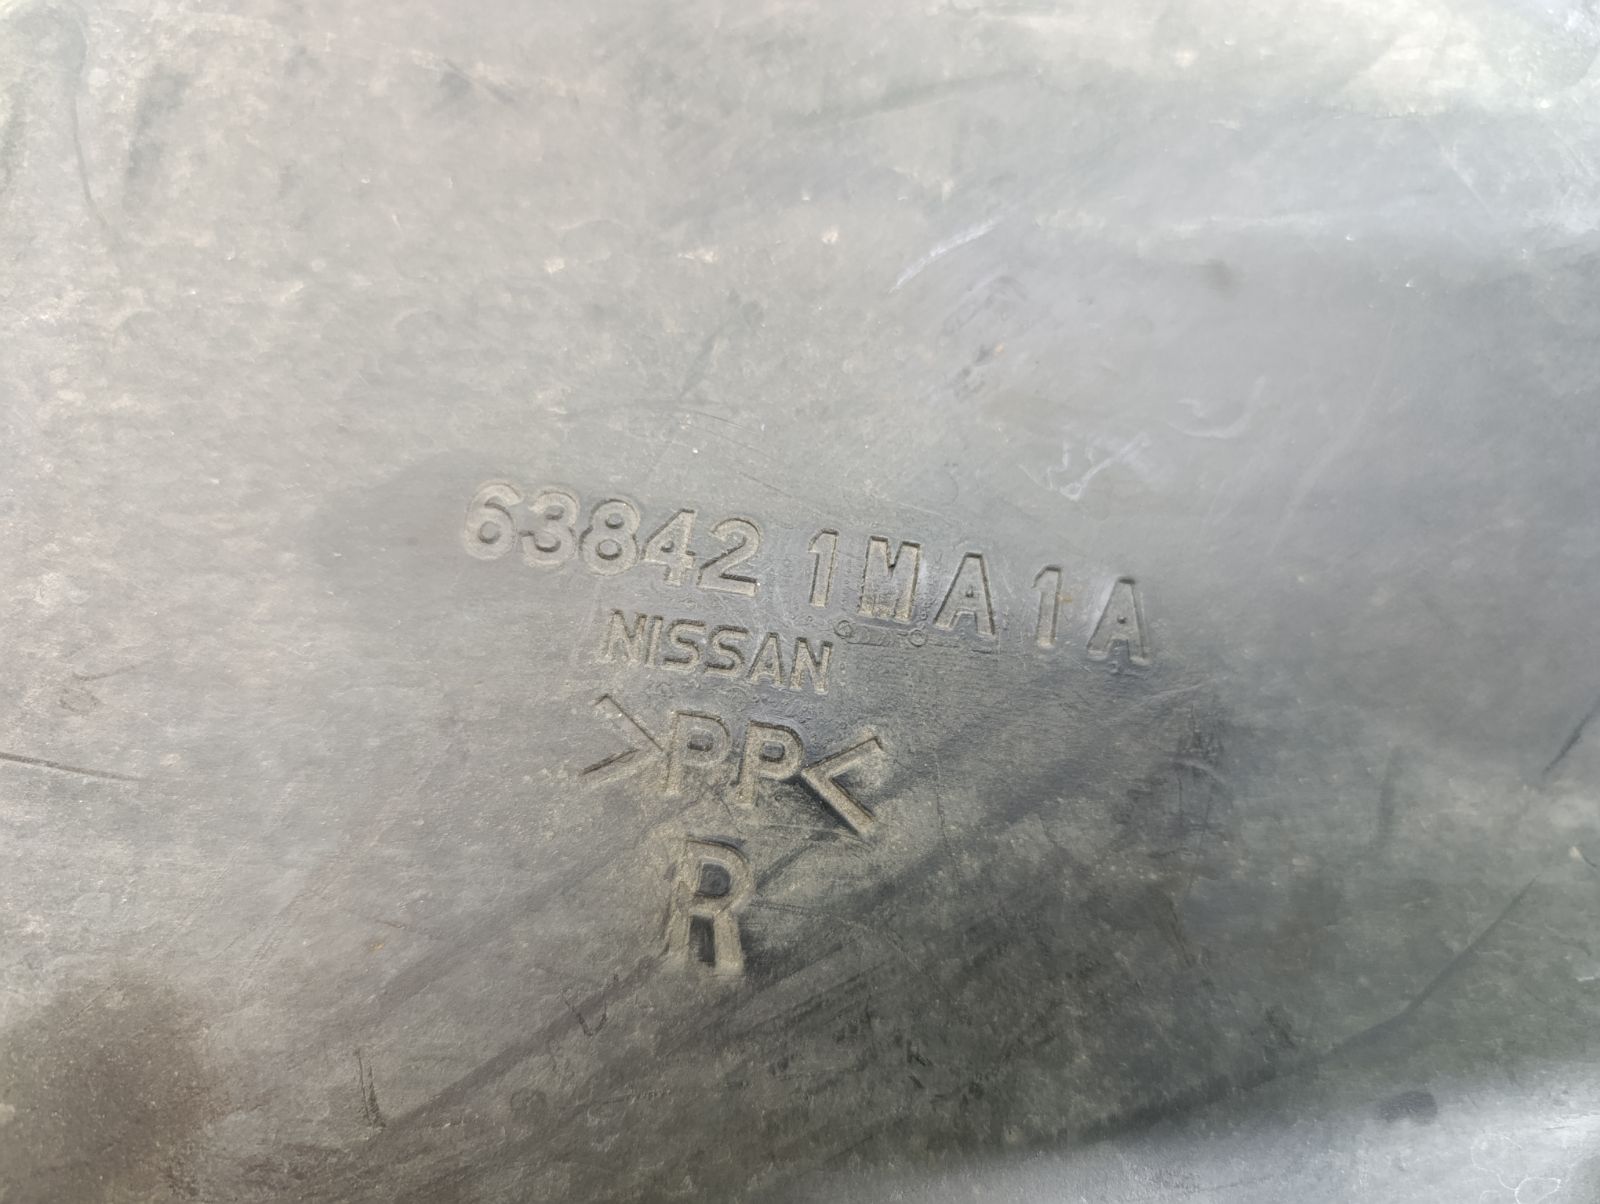 63842 1MA1A
NISSAN
>PP<
R